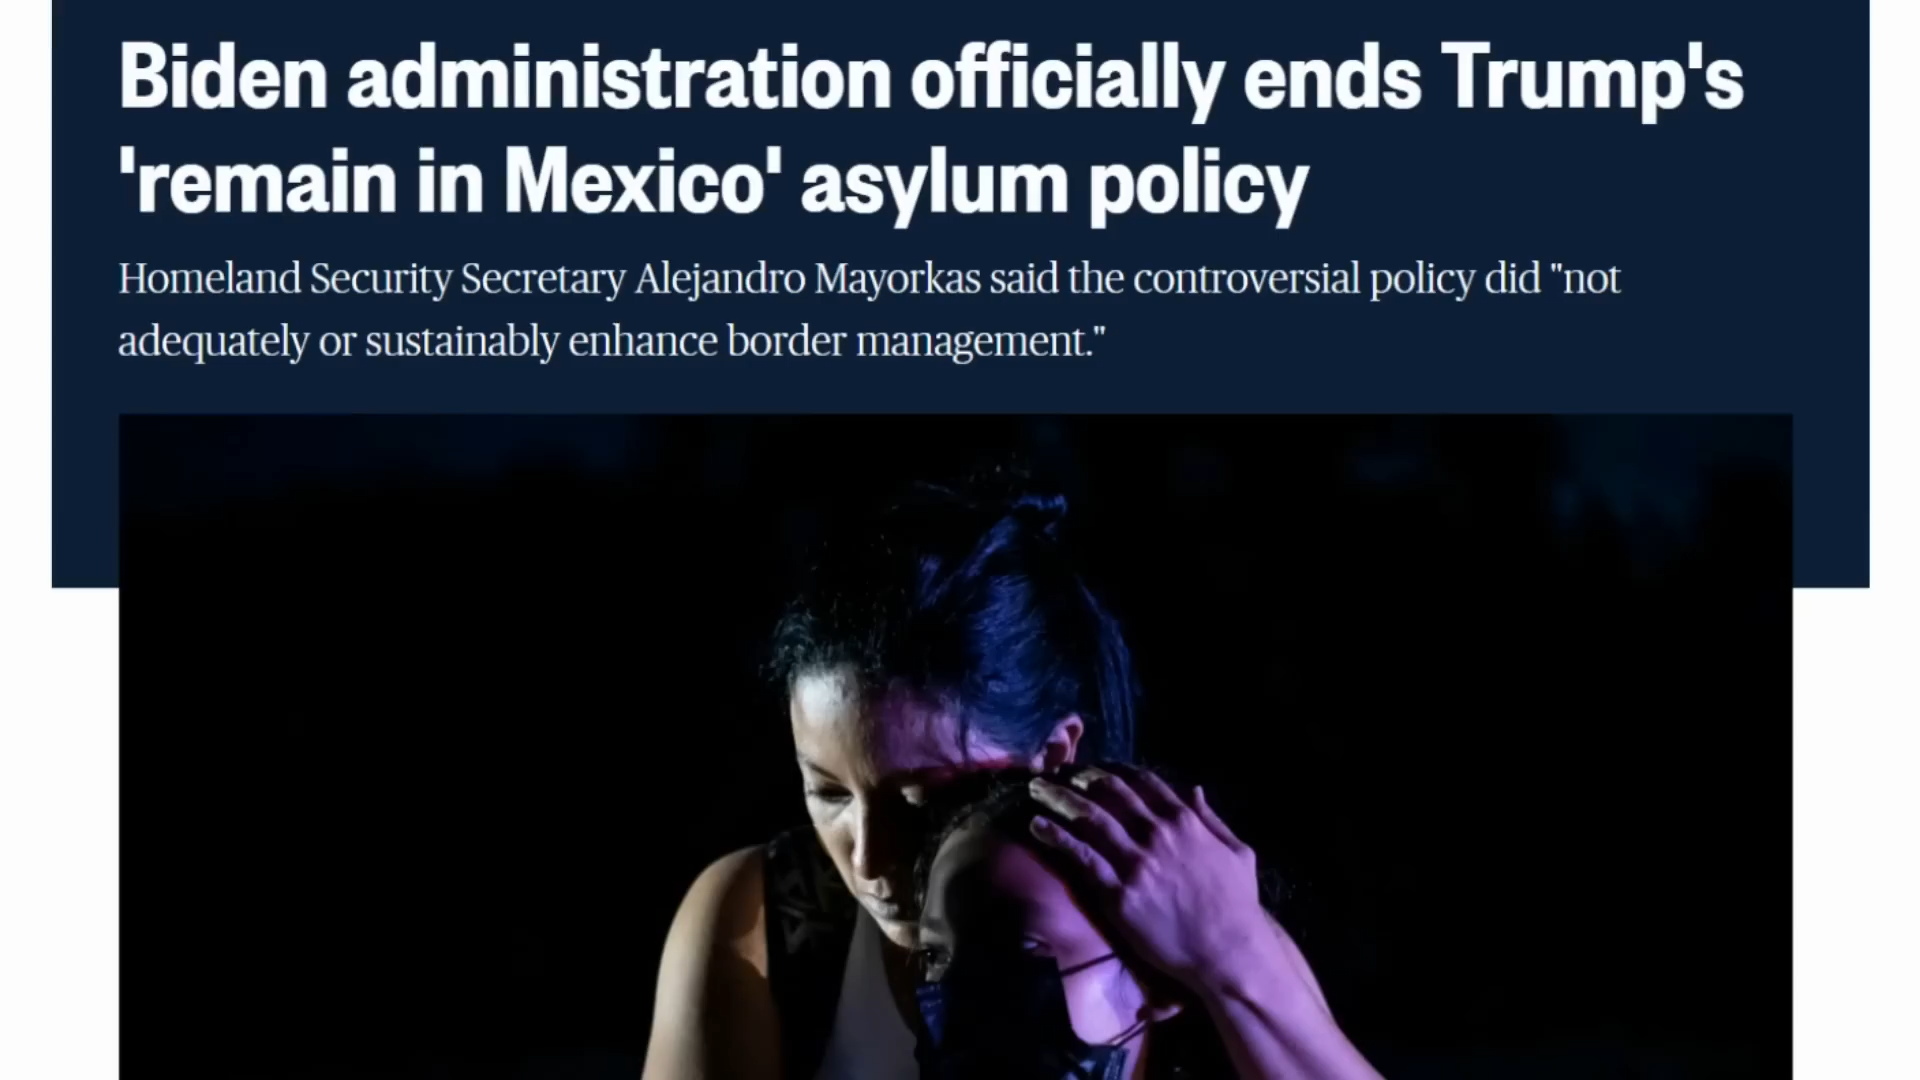 Biden administration officially ends Trump's
'remain in Mexico' asylum policy
Homeland Security Secretary Alejandro Mayorkas said the controversial policy did "not
adequately or sustainably enhance border management."